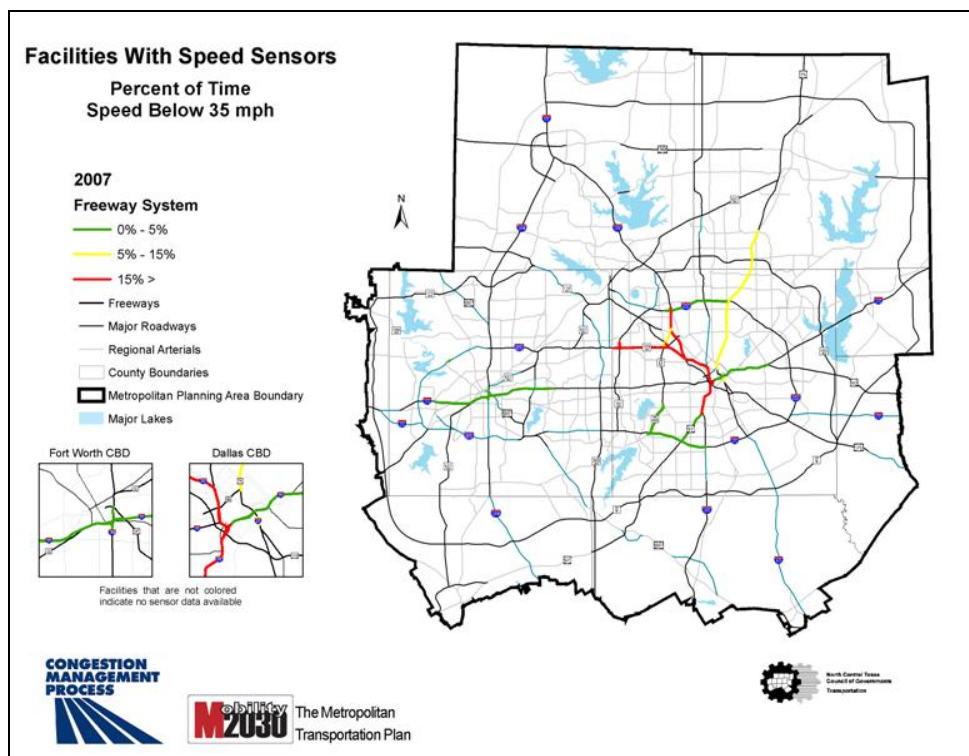 Facilities With Speed Sensors
Percent of Time
Speed Below 35 mph
2007
Freeway System
0% - 5%
5% - 15%
15% >
Freeways
Major Roadways
Regional Arterials
County Boundaries
Metropolitan Planning Area Boundary
Major Lakes
N
Fort Worth CBD
Dallas CBD
Facilities that are not colored
indicate no sensor data available
CONGESTION
MANAGEMENT
PROCESS
Mobility
2030
The Metropolitan
Transportation Plan
North Central Texas
Council of Governments
Transportation